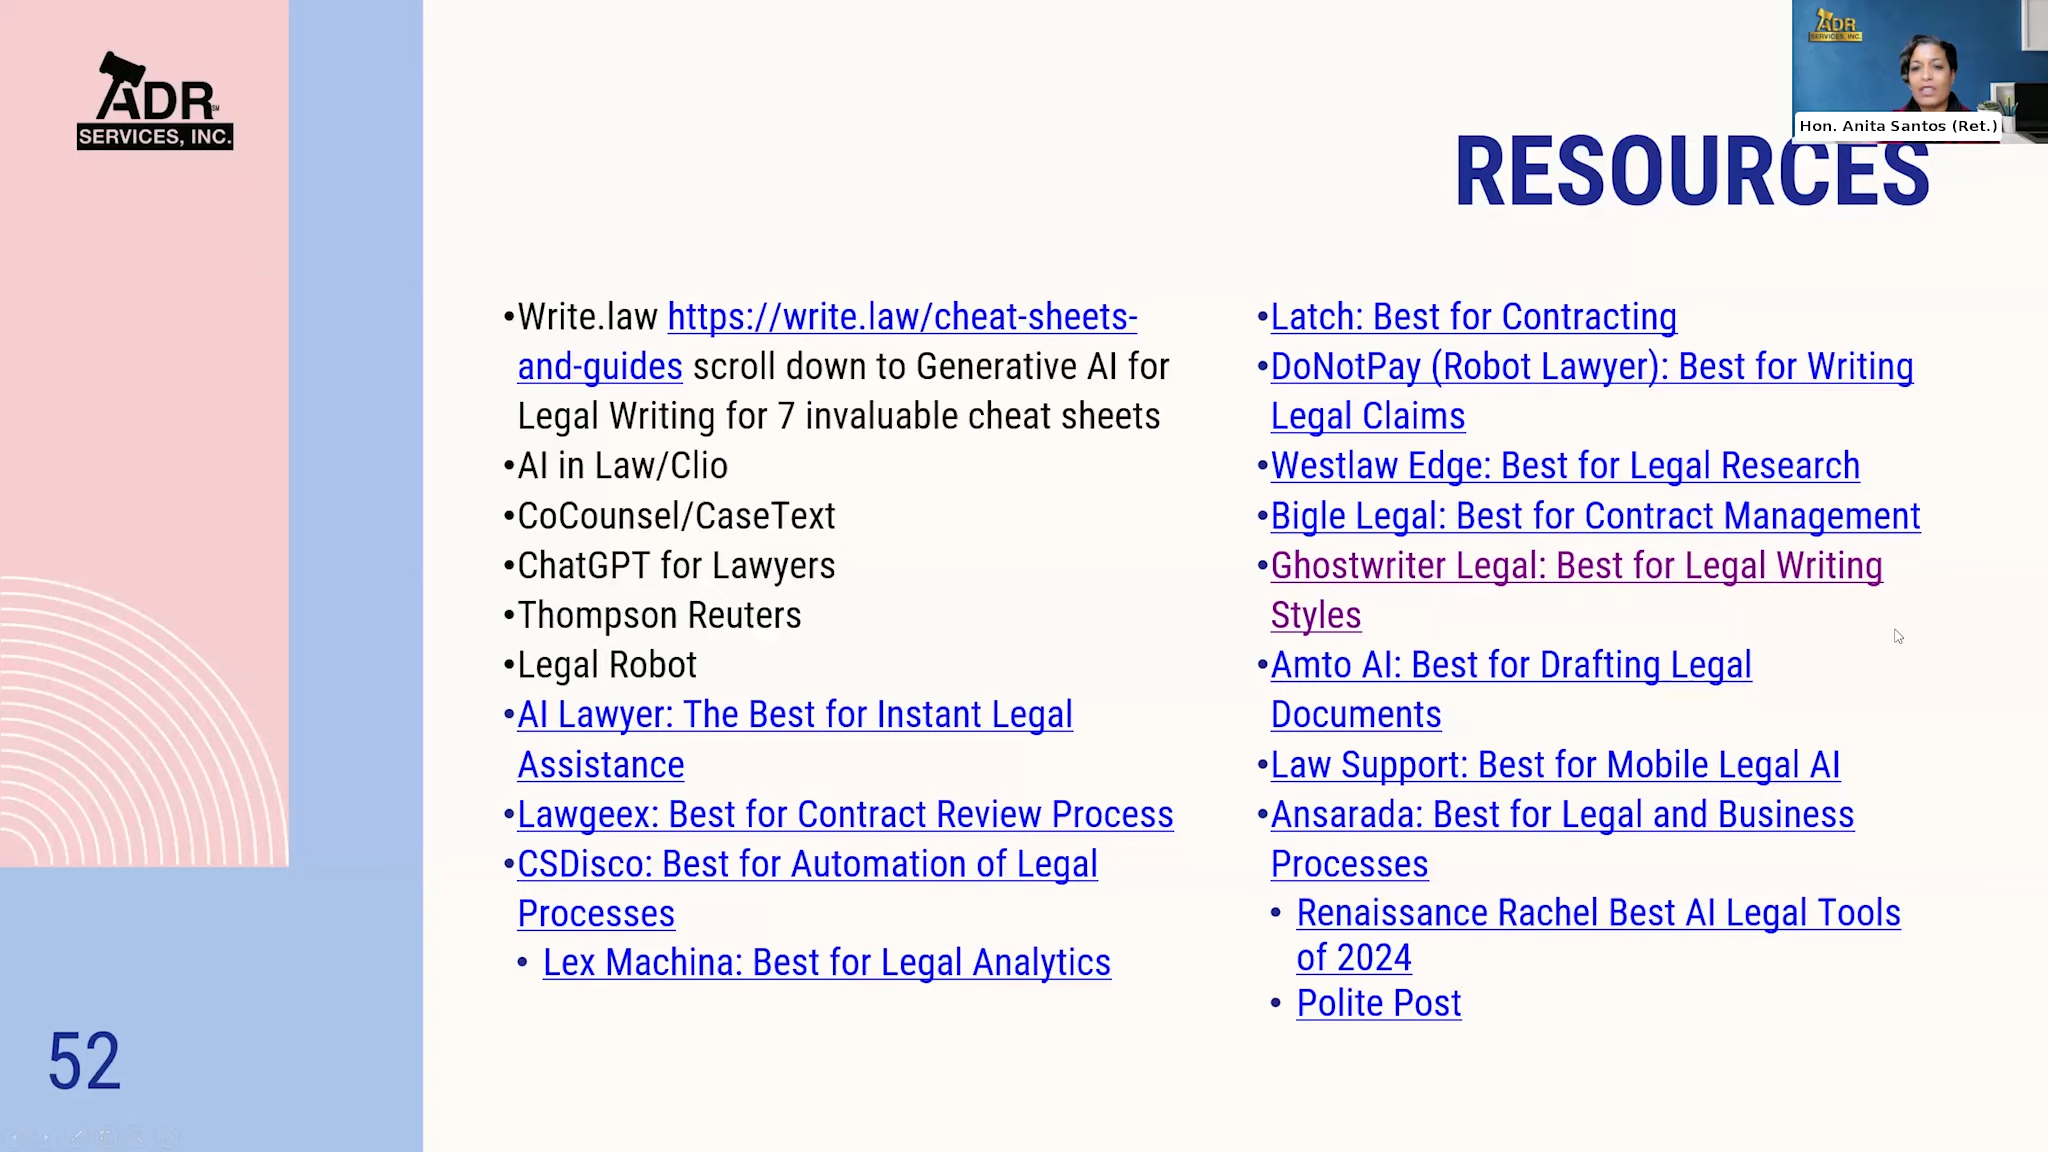 ADR
SERVICES, INC.
SM
ADR
SERVICES, INC.
Hon. Anita Santos (Ret.)
RESOURCES
•Write.law https://write.law/cheat-sheets-
and-guides scroll down to Generative AI for
Legal Writing for 7 invaluable cheat sheets
•AI in Law/Clio
•CoCounsel/CaseText
•ChatGPT for Lawyers
•Thompson Reuters
•Legal Robot
•AI Lawyer: The Best for Instant Legal
Assistance
•Lawgeex: Best for Contract Review Process
•CSDisco: Best for Automation of Legal
Processes
• Lex Machina: Best for Legal Analytics
•Latch: Best for Contracting
•DoNotPay (Robot Lawyer): Best for Writing
Legal Claims
•Westlaw Edge: Best for Legal Research
•Bigle Legal: Best for Contract Management
•Ghostwriter Legal: Best for Legal Writing
Styles
•Amto AI: Best for Drafting Legal
Documents
•Law Support: Best for Mobile Legal AI
•Ansarada: Best for Legal and Business
Processes
• Renaissance Rachel Best AI Legal Tools
of 2024
• Polite Post
52